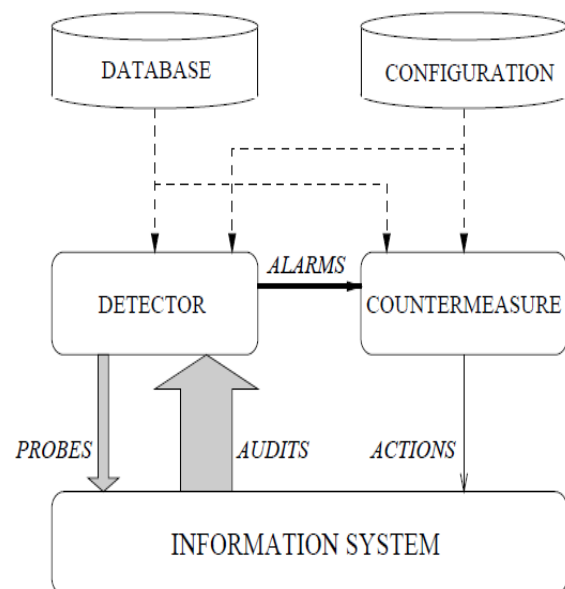 DATABASE
CONFIGURATION
ALARMS
DETECTOR
COUNTERMEASURE
PROBES
AUDITS
ACTIONS
INFORMATION SYSTEM